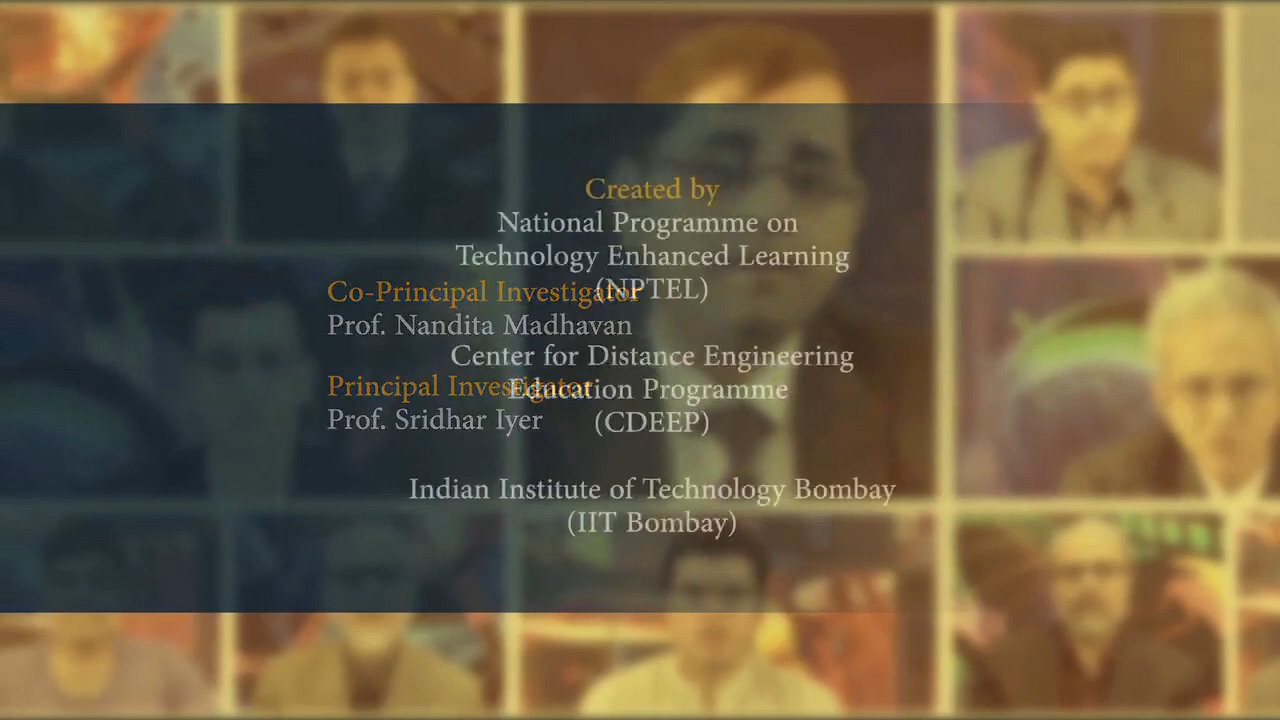 Created by
National Programme on
Technology Enhanced Learning
(NPTEL)
Co-Principal Investigator
Prof. Nandita Madhavan
Center for Distance Engineering
Education Programme
(CDEEP)
Principal Investigator
Prof. Sridhar Iyer
Indian Institute of Technology Bombay
(IIT Bombay)